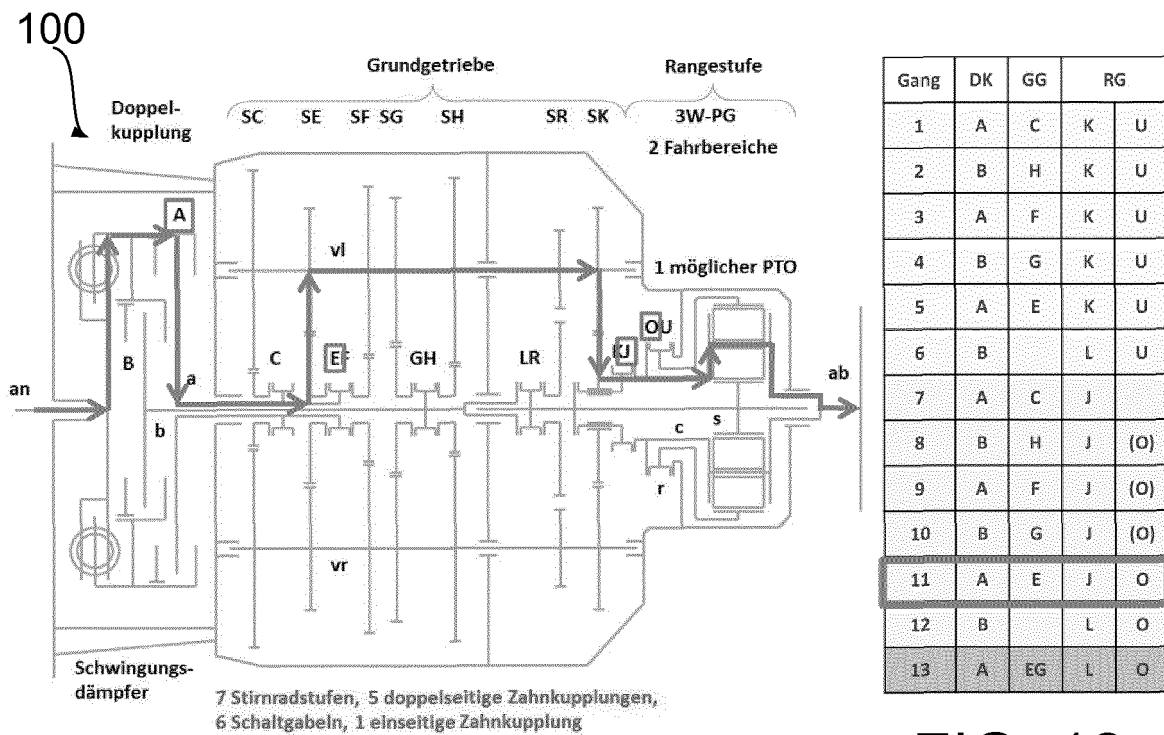 100
Doppel-
kupplung
Grundgetriebe
Rangestufe
SC SE SF SG SH SR SK
3W-PG
2 Fahrbereiche
A
vl
1 möglicher PTO
OU
KJ
B
C
EF
GH
LR
an
a
ab
b
c
s
r
vr
Schwingungs-
dämpfer
7 Stirnradstufen, 5 doppelseitige Zahnkupplungen,
6 Schaltgabeln, 1 einseitige Zahnkupplung
Gang DK GG RG
1 A C K U
2 B H K U
3 A F K U
4 B G K U
5 A E K U
6 B L U
7 A C J
8 B H J (O)
9 A F J (O)
10 B G J (O)
11 A E J O
12 B L O
13 A EG L O